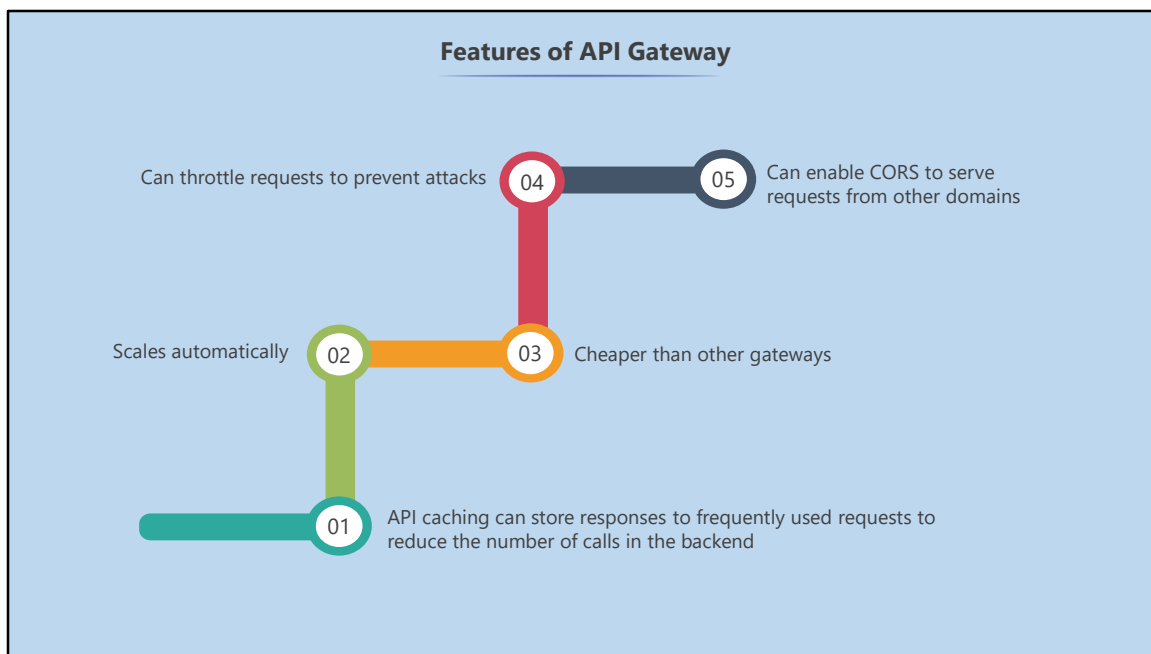 Features of API Gateway
Can throttle requests to prevent attacks
04
05
Can enable CORS to serve
requests from other domains
Scales automatically
02
03
Cheaper than other gateways
01
API caching can store responses to frequently used requests to
reduce the number of calls in the backend